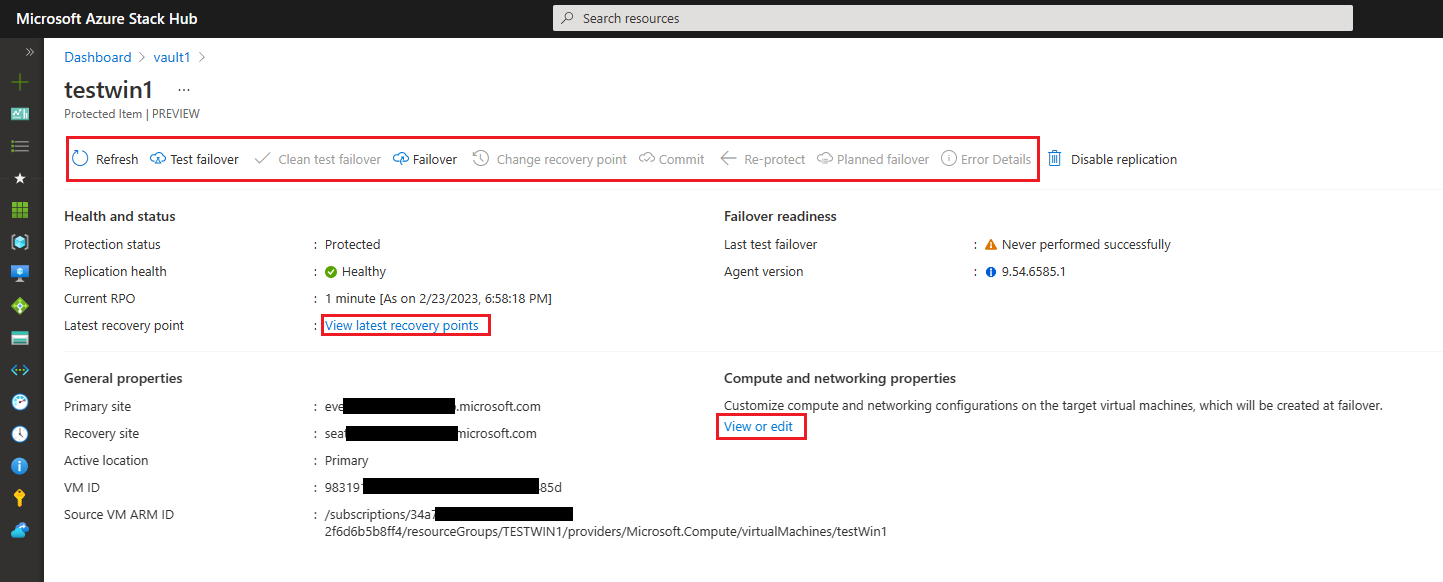 Microsoft Azure Stack Hub
Search resources
Dashboard > vault1 >
testwin1 ...
Protected Item | PREVIEW
Refresh Test failover Clean test failover Failover Change recovery point Commit Re-protect Planned failover Error Details Disable replication
Health and status
Protection status : Protected
Replication health : Healthy
Current RPO : 1 minute [As on 2/23/2023, 6:58:18 PM]
Latest recovery point : View latest recovery points
Failover readiness
Last test failover : Never performed successfully
Agent version : 9.54.6585.1
General properties
Primary site : eve .microsoft.com
Recovery site : sea microsoft.com
Active location : Primary
VM ID : 98319 85d
Source VM ARM ID : /subscriptions/34a
2f6d6b5b8ff4/resourceGroups/TESTWIN1/providers/Microsoft.Compute/virtualMachines/testWin1
Compute and networking properties
Customize compute and networking configurations on the target virtual machines, which will be created at failover.
View or edit